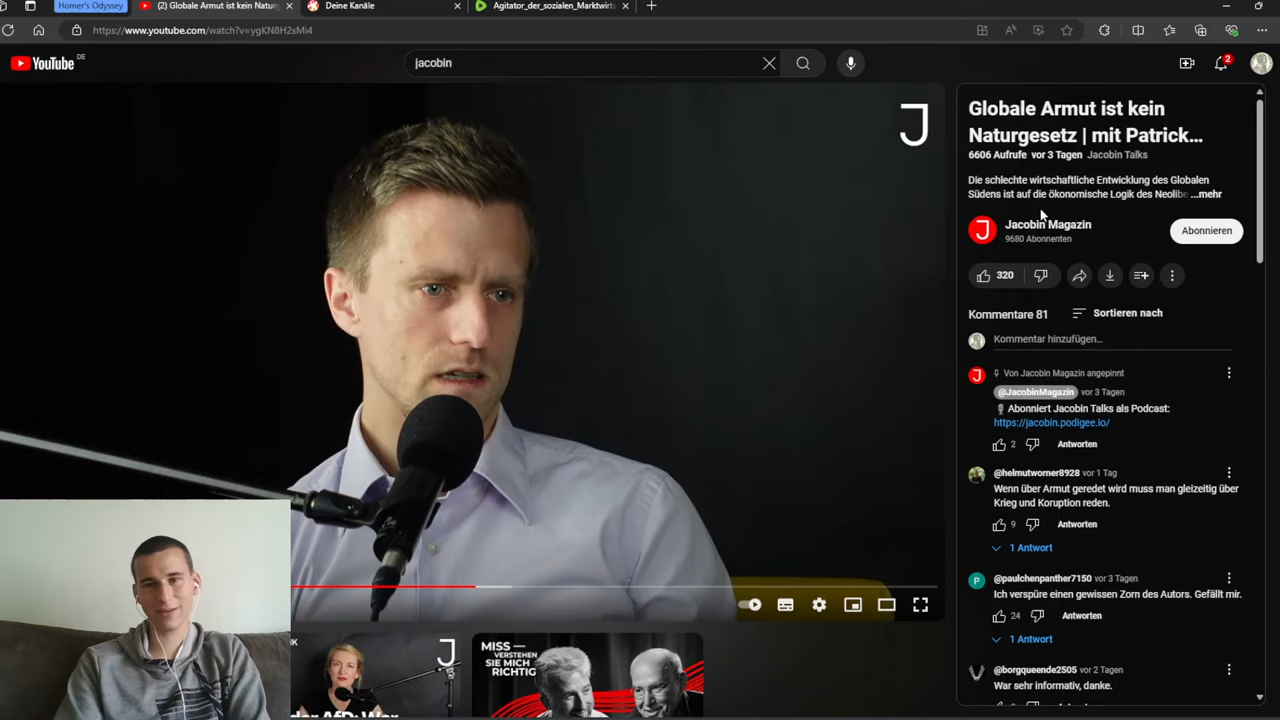 Homer's Odyssey
(2) Globale Armut ist kein Natur
Deine Kanäle
Agitator_der_sozialen_Marktwirts
https://www.youtube.com/watch?v=ygKN8H2sMi4
YouTube DE
jacobin
2
J
Globale Armut ist kein
Naturgesetz | mit Patrick...
6606 Aufrufe vor 3 Tagen Jacobin Talks
Die schlechte wirtschaftliche Entwicklung des Globalen
Südens ist auf die ökonomische Logik des Neolibe ...mehr
J
Jacobin Magazin
9680 Abonnenten
Abonnieren
320
Kommentare 81
Sortieren nach
Kommentar hinzufügen...
J
Von Jacobin Magazin angepinnt
@JacobinMagazin vor 3 Tagen
Abonniert Jacobin Talks als Podcast:
https://jacobin.podigee.io/
2 Antworten
@helmutworner8928 vor 1 Tag
Wenn über Armut geredet wird muss man gleizeitig über
Krieg und Koruption reden.
9 Antworten
1 Antwort
P
@paulchenpanther7150 vor 3 Tagen
Ich verspüre einen gewissen Zorn des Autors. Gefällt mir.
24 Antworten
1 Antwort
@borgqueende2505 vor 2 Tagen
War sehr informativ, danke.
J
der AfD: War
MISS—
VERSTEHEN
SIE MICH
RICHTIG